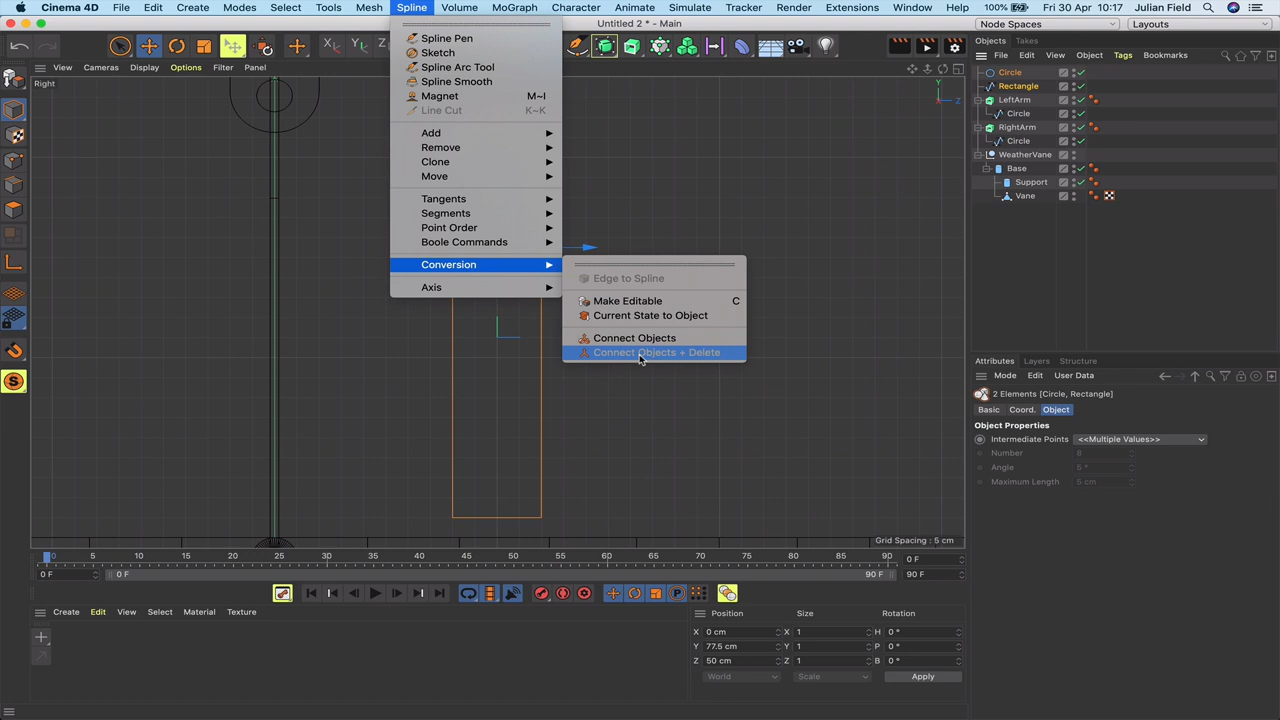 Cinema 4D File Edit Create Modes Select Tools Mesh Spline Volume MoGraph Character Animate Simulate Tracker Render Extensions Window Help Fri 30 Apr 10:17 Julian Field
Untitled 2 * - Main
Node Spaces
Layouts
X Y Z
View Cameras Display Options Filter Panel
Right
Y
Z
Spline Pen
Sketch
Spline Arc Tool
Spline Smooth
Magnet M~I
Line Cut K~K
Add
Remove
Clone
Move
Tangents
Segments
Point Order
Boole Commands
Conversion
Axis
Edge to Spline
Make Editable C
Current State to Object
Connect Objects
Connect Objects + Delete
Grid Spacing : 5 cm
Objects Takes
File Edit View Object Tags Bookmarks
Circle
Rectangle
LeftArm
Circle
RightArm
Circle
WeatherVane
Base
Support
Vane
Attributes Layers Structure
Mode Edit User Data
2 Elements [Circle, Rectangle]
Basic Coord. Object
Object Properties
Intermediate Points <<Multiple Values>>
Number 8
Angle 5 °
Maximum Length 5 cm
0 5 10 15 20 25 30 35 40 45 50 55 60 65 70 75 80 85 90 0 F
0 F 0 F 90 F 90 F
Create Edit View Select Material Texture
Position Size Rotation
X 0 cm X 1 H 0 °
Y 77.5 cm Y 1 P 0 °
Z 50 cm Z 1 B 0 °
World Scale Apply